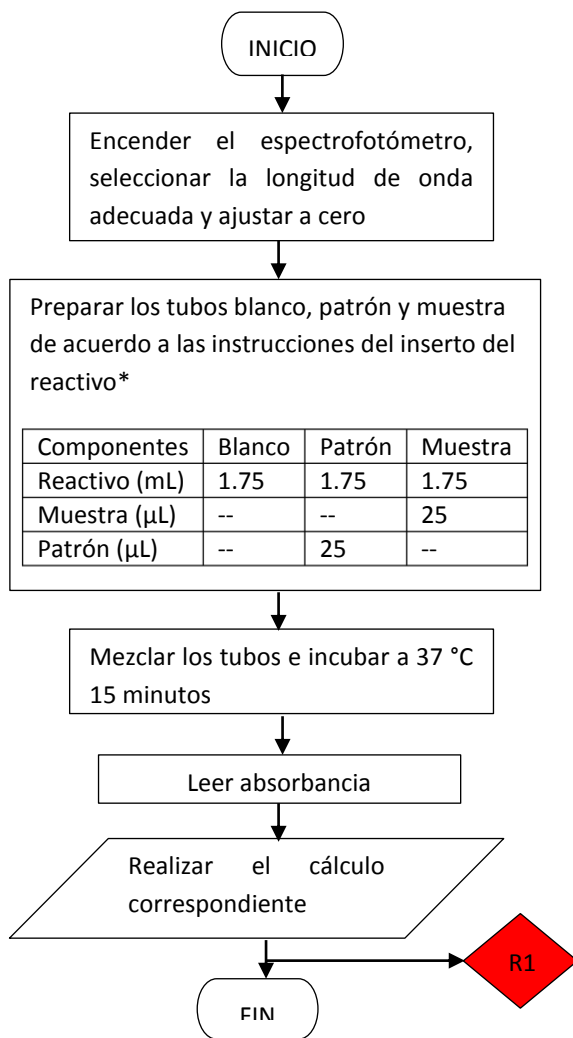 INICIO
Encender el espectrofotómetro,
seleccionar la longitud de onda
adecuada y ajustar a cero
Preparar los tubos blanco, patrón y muestra
de acuerdo a las instrucciones del inserto del
reactivo*
Componentes Blanco Patrón Muestra
Reactivo (mL) 1.75 1.75 1.75
Muestra (µL) -- -- 25
Patrón (µL) -- 25 --
Mezclar los tubos e incubar a 37 °C
15 minutos
Leer absorbancia
Realizar el cálculo
correspondiente
R1
FIN